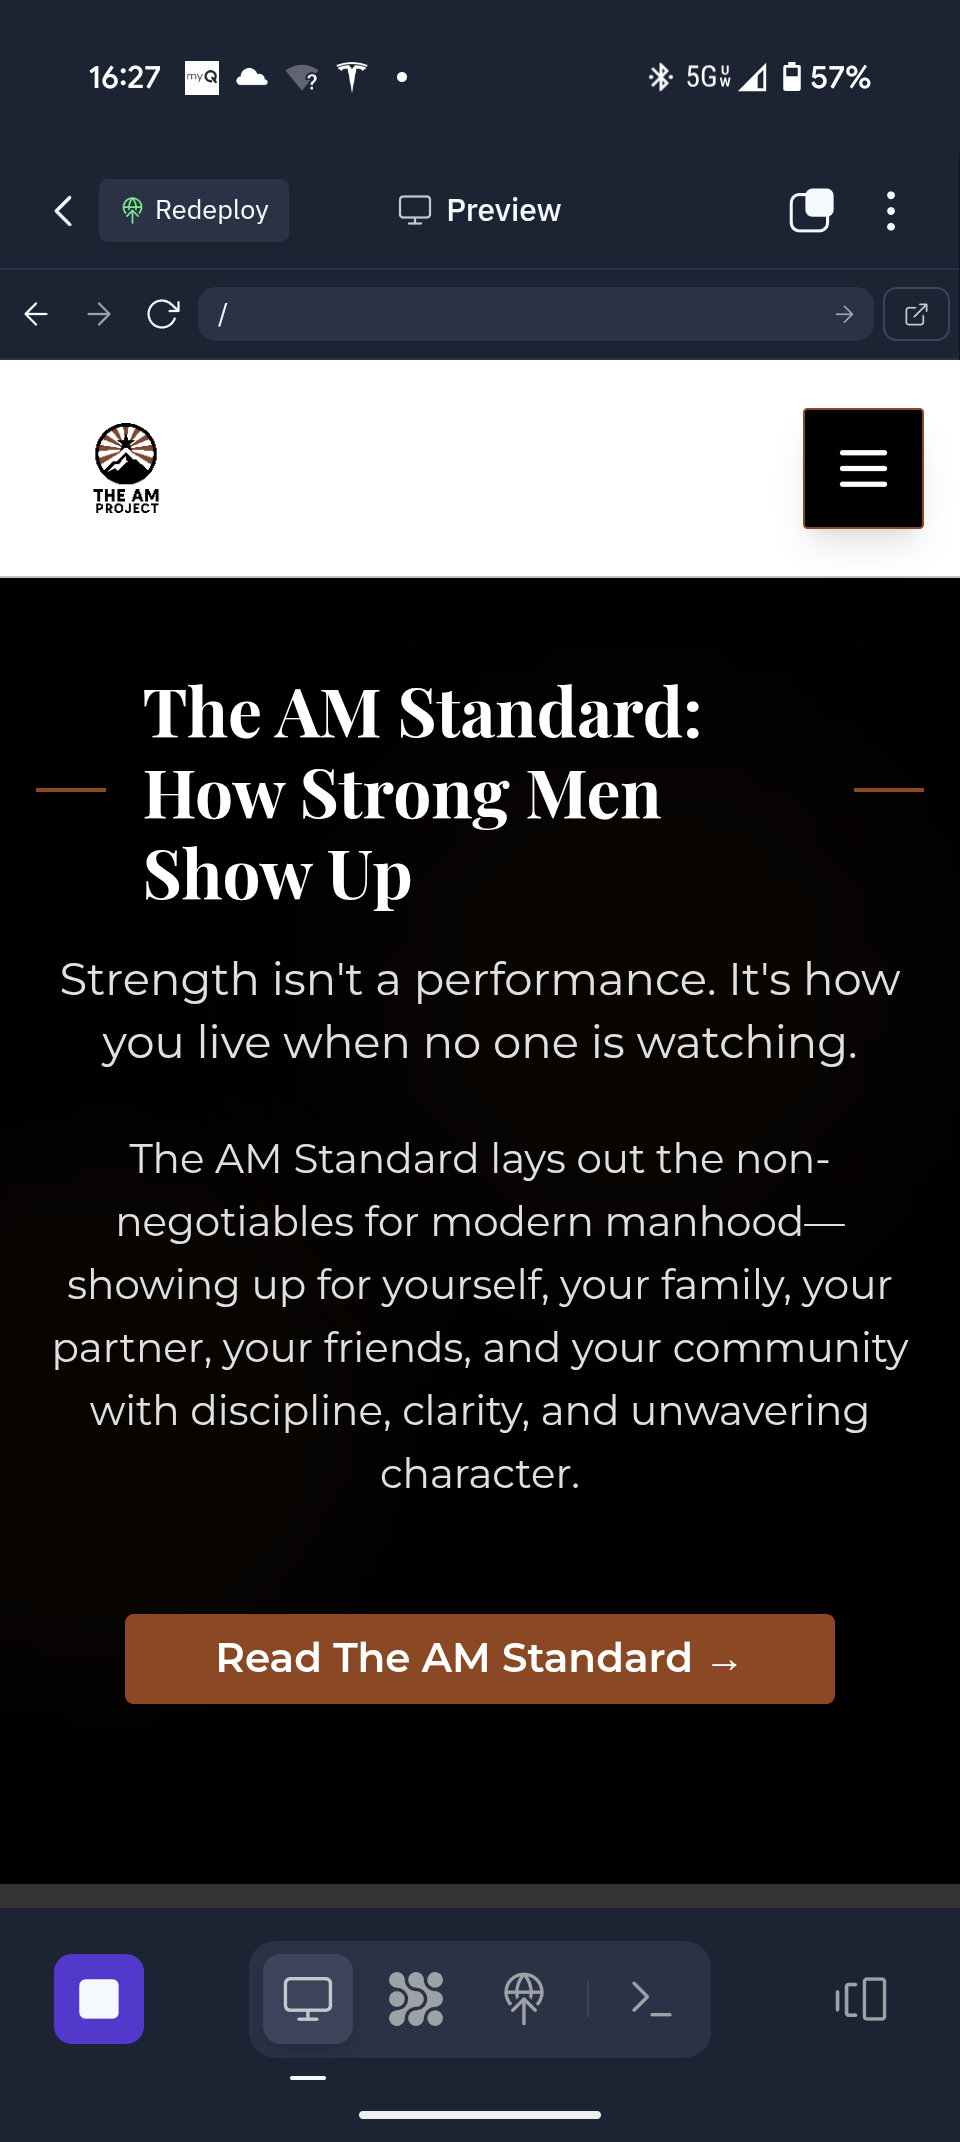 16:27 myQ ? 5G UW 57%
Redeploy Preview
/
THE AM
PROJECT
The AM Standard:
How Strong Men
Show Up
Strength isn't a performance. It's how
you live when no one is watching.
The AM Standard lays out the non-
negotiables for modern manhood—
showing up for yourself, your family, your
partner, your friends, and your community
with discipline, clarity, and unwavering
character.
Read The AM Standard →